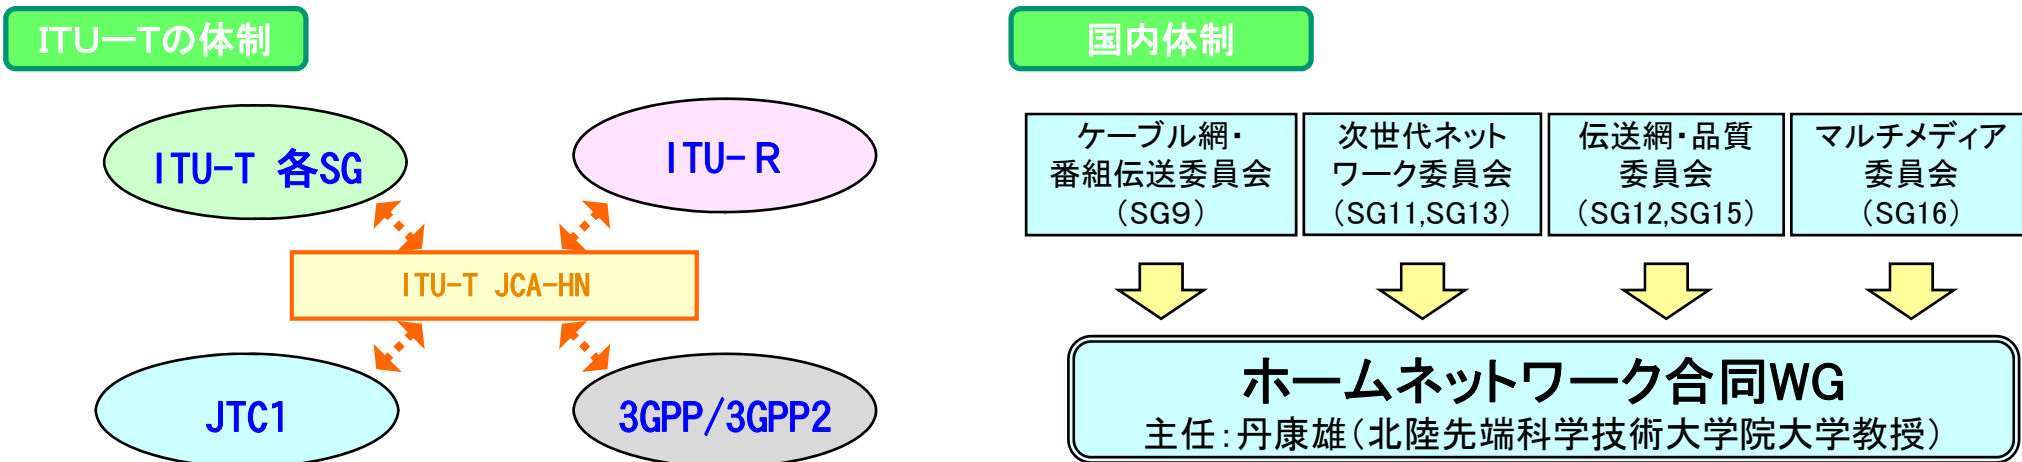 ITU－Tの体制
ITU-T 各SG
ITU-R
ITU-T JCA-HN
JTC1
3GPP/3GPP2
国内体制
ケーブル網・
番組伝送委員会
（SG9）
次世代ネット
ワーク委員会
（SG11,SG13）
伝送網・品質
委員会
（SG12,SG15）
マルチメディア
委員会
（SG16）
ホームネットワーク合同WG
主任：丹康雄（北陸先端科学技術大学院大学教授）